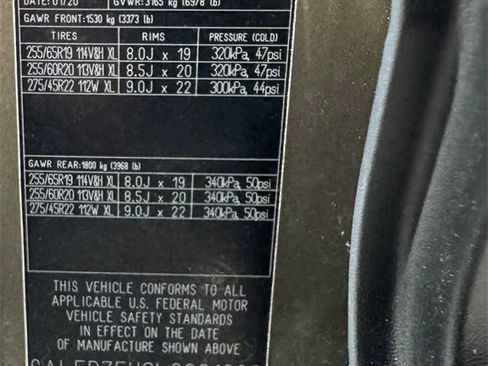 DATE: 01/20 GVWR: 3165 kg (6978 lb)
GAWR FRONT: 1530 kg (3373 lb)
TIRES RIMS PRESSURE (COLD)
255/65R19 114V&H XL 8.0J x 19 320kPa, 47psi
255/60R20 113V&H XL 8.5J x 20 320kPa, 47psi
275/45R22 112W XL 9.0J x 22 300kPa, 44psi
GAWR REAR: 1800 kg (3968 lb)
255/65R19 114V&H XL 8.0J x 19 340kPa, 50psi
255/60R20 113V&H XL 8.5J x 20 340kPa, 50psi
275/45R22 112W XL 9.0J x 22 340kPa, 50psi
THIS VEHICLE CONFORMS TO ALL
APPLICABLE U.S. FEDERAL MOTOR
VEHICLE SAFETY STANDARDS
IN EFFECT ON THE DATE
OF MANUFACTURE SHOWN ABOVE